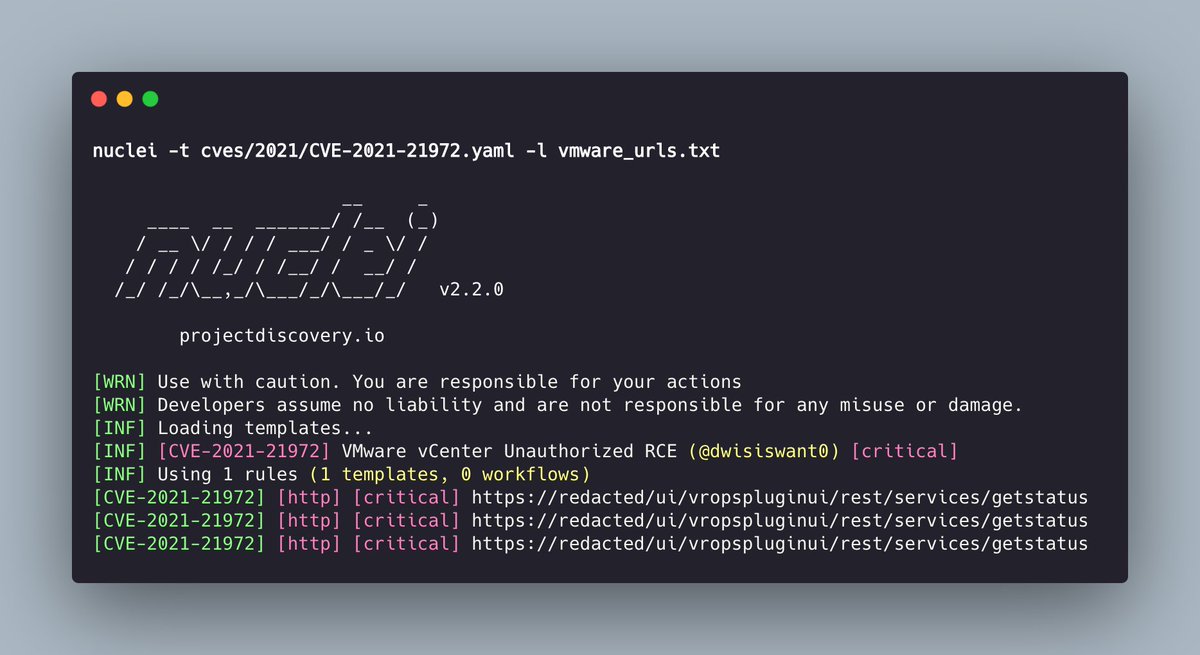 nuclei -t cves/2021/CVE-2021-21972.yaml -l vmware_urls.txt
                       __     _
     ____  __  _______/ /__  (_)
    / __ \/ / / / ___/ / _ \/ /
   / / / / /_/ / /__/ /  __/ /
  /_/ /_/\__,_/\___/_/\___/_/   v2.2.0
projectdiscovery.io
[WRN] Use with caution. You are responsible for your actions
[WRN] Developers assume no liability and are not responsible for any misuse or damage.
[INF] Loading templates...
[INF] [CVE-2021-21972] VMware vCenter Unauthorized RCE (@dwisiswant0) [critical]
[INF] Using 1 rules (1 templates, 0 workflows)
[CVE-2021-21972] [http] [critical] https://redacted/ui/vropspluginui/rest/services/getstatus
[CVE-2021-21972] [http] [critical] https://redacted/ui/vropspluginui/rest/services/getstatus
[CVE-2021-21972] [http] [critical] https://redacted/ui/vropspluginui/rest/services/getstatus